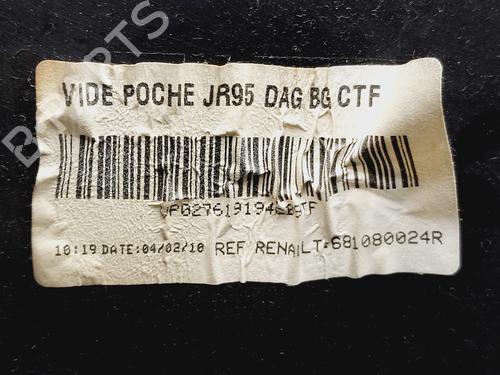 VIDE POCHE JR95 DAG BG CTF
10:19 DATE:04/02/10 REF RENAULT:681080024R